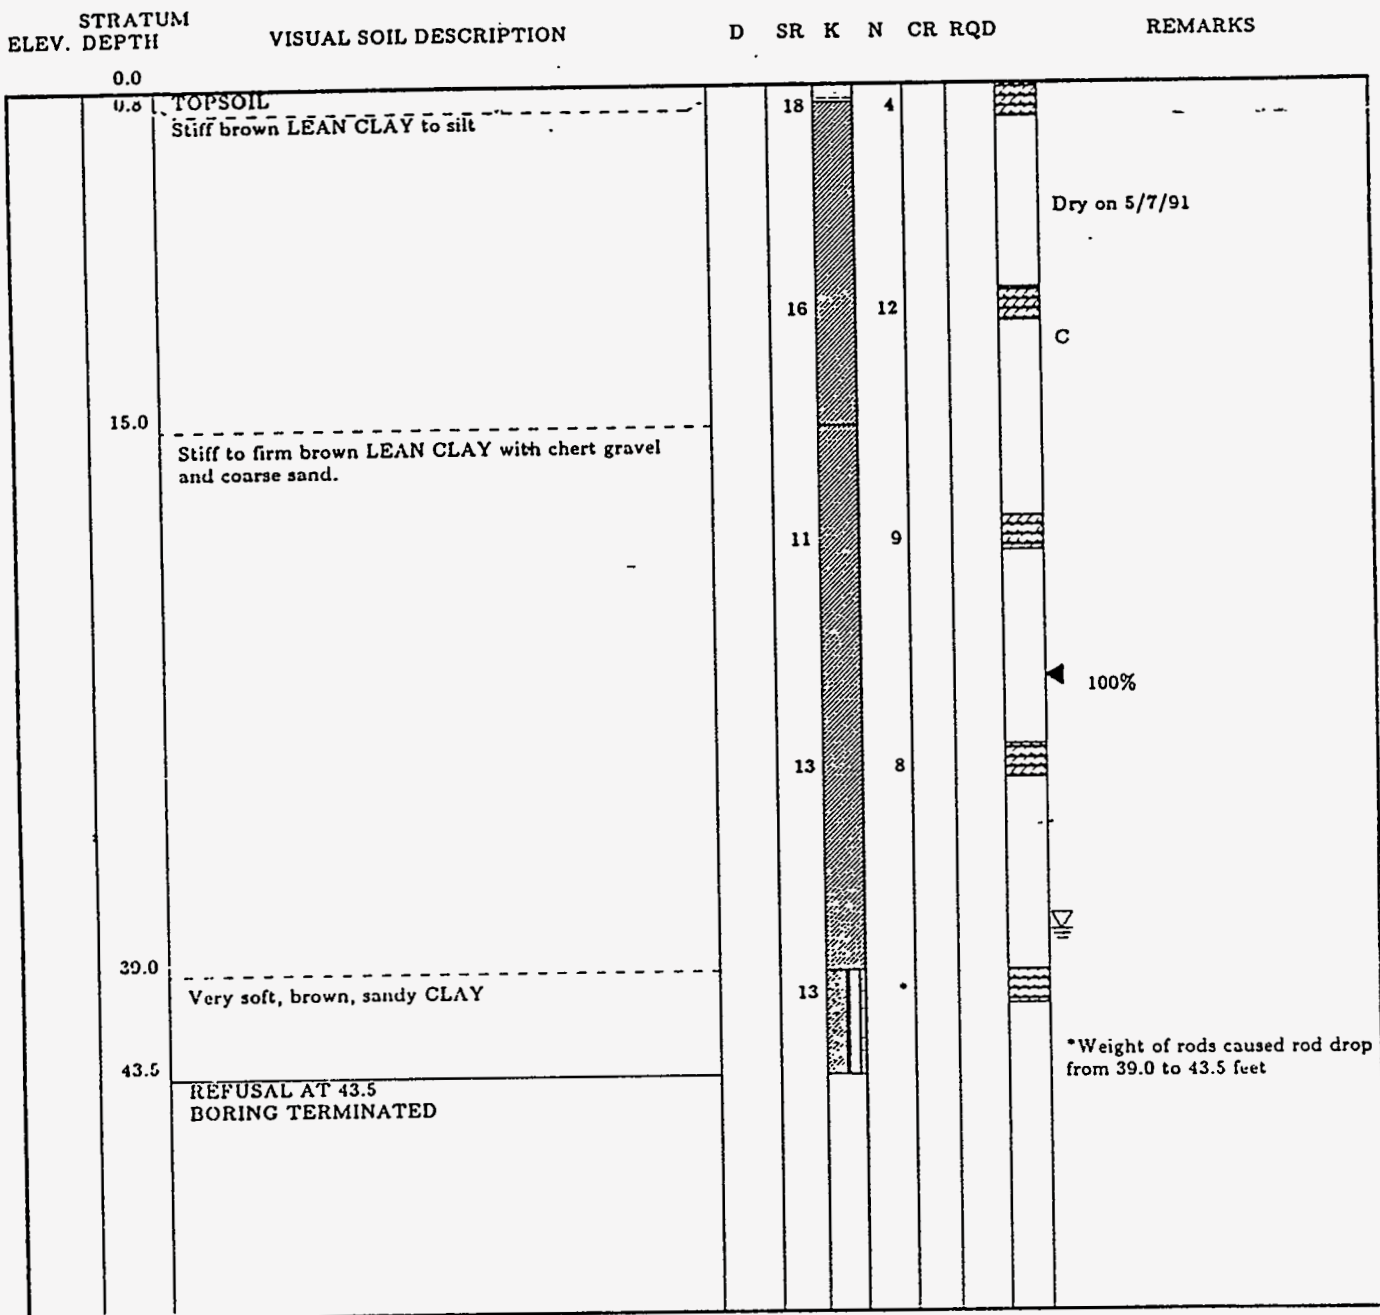 STRATUM
ELEV. DEPTH VISUAL SOIL DESCRIPTION D SR K N CR RQD REMARKS
0.0
0.8 TOPSOIL 18 4
Stiff brown LEAN CLAY to silt
Dry on 5/7/91
16 12
C
15.0
Stiff to firm brown LEAN CLAY with chert gravel
and coarse sand.
11 9
100%
13 8
39.0
Very soft, brown, sandy CLAY 13 *
*Weight of rods caused rod drop
from 39.0 to 43.5 feet
43.5
REFUSAL AT 43.5
BORING TERMINATED